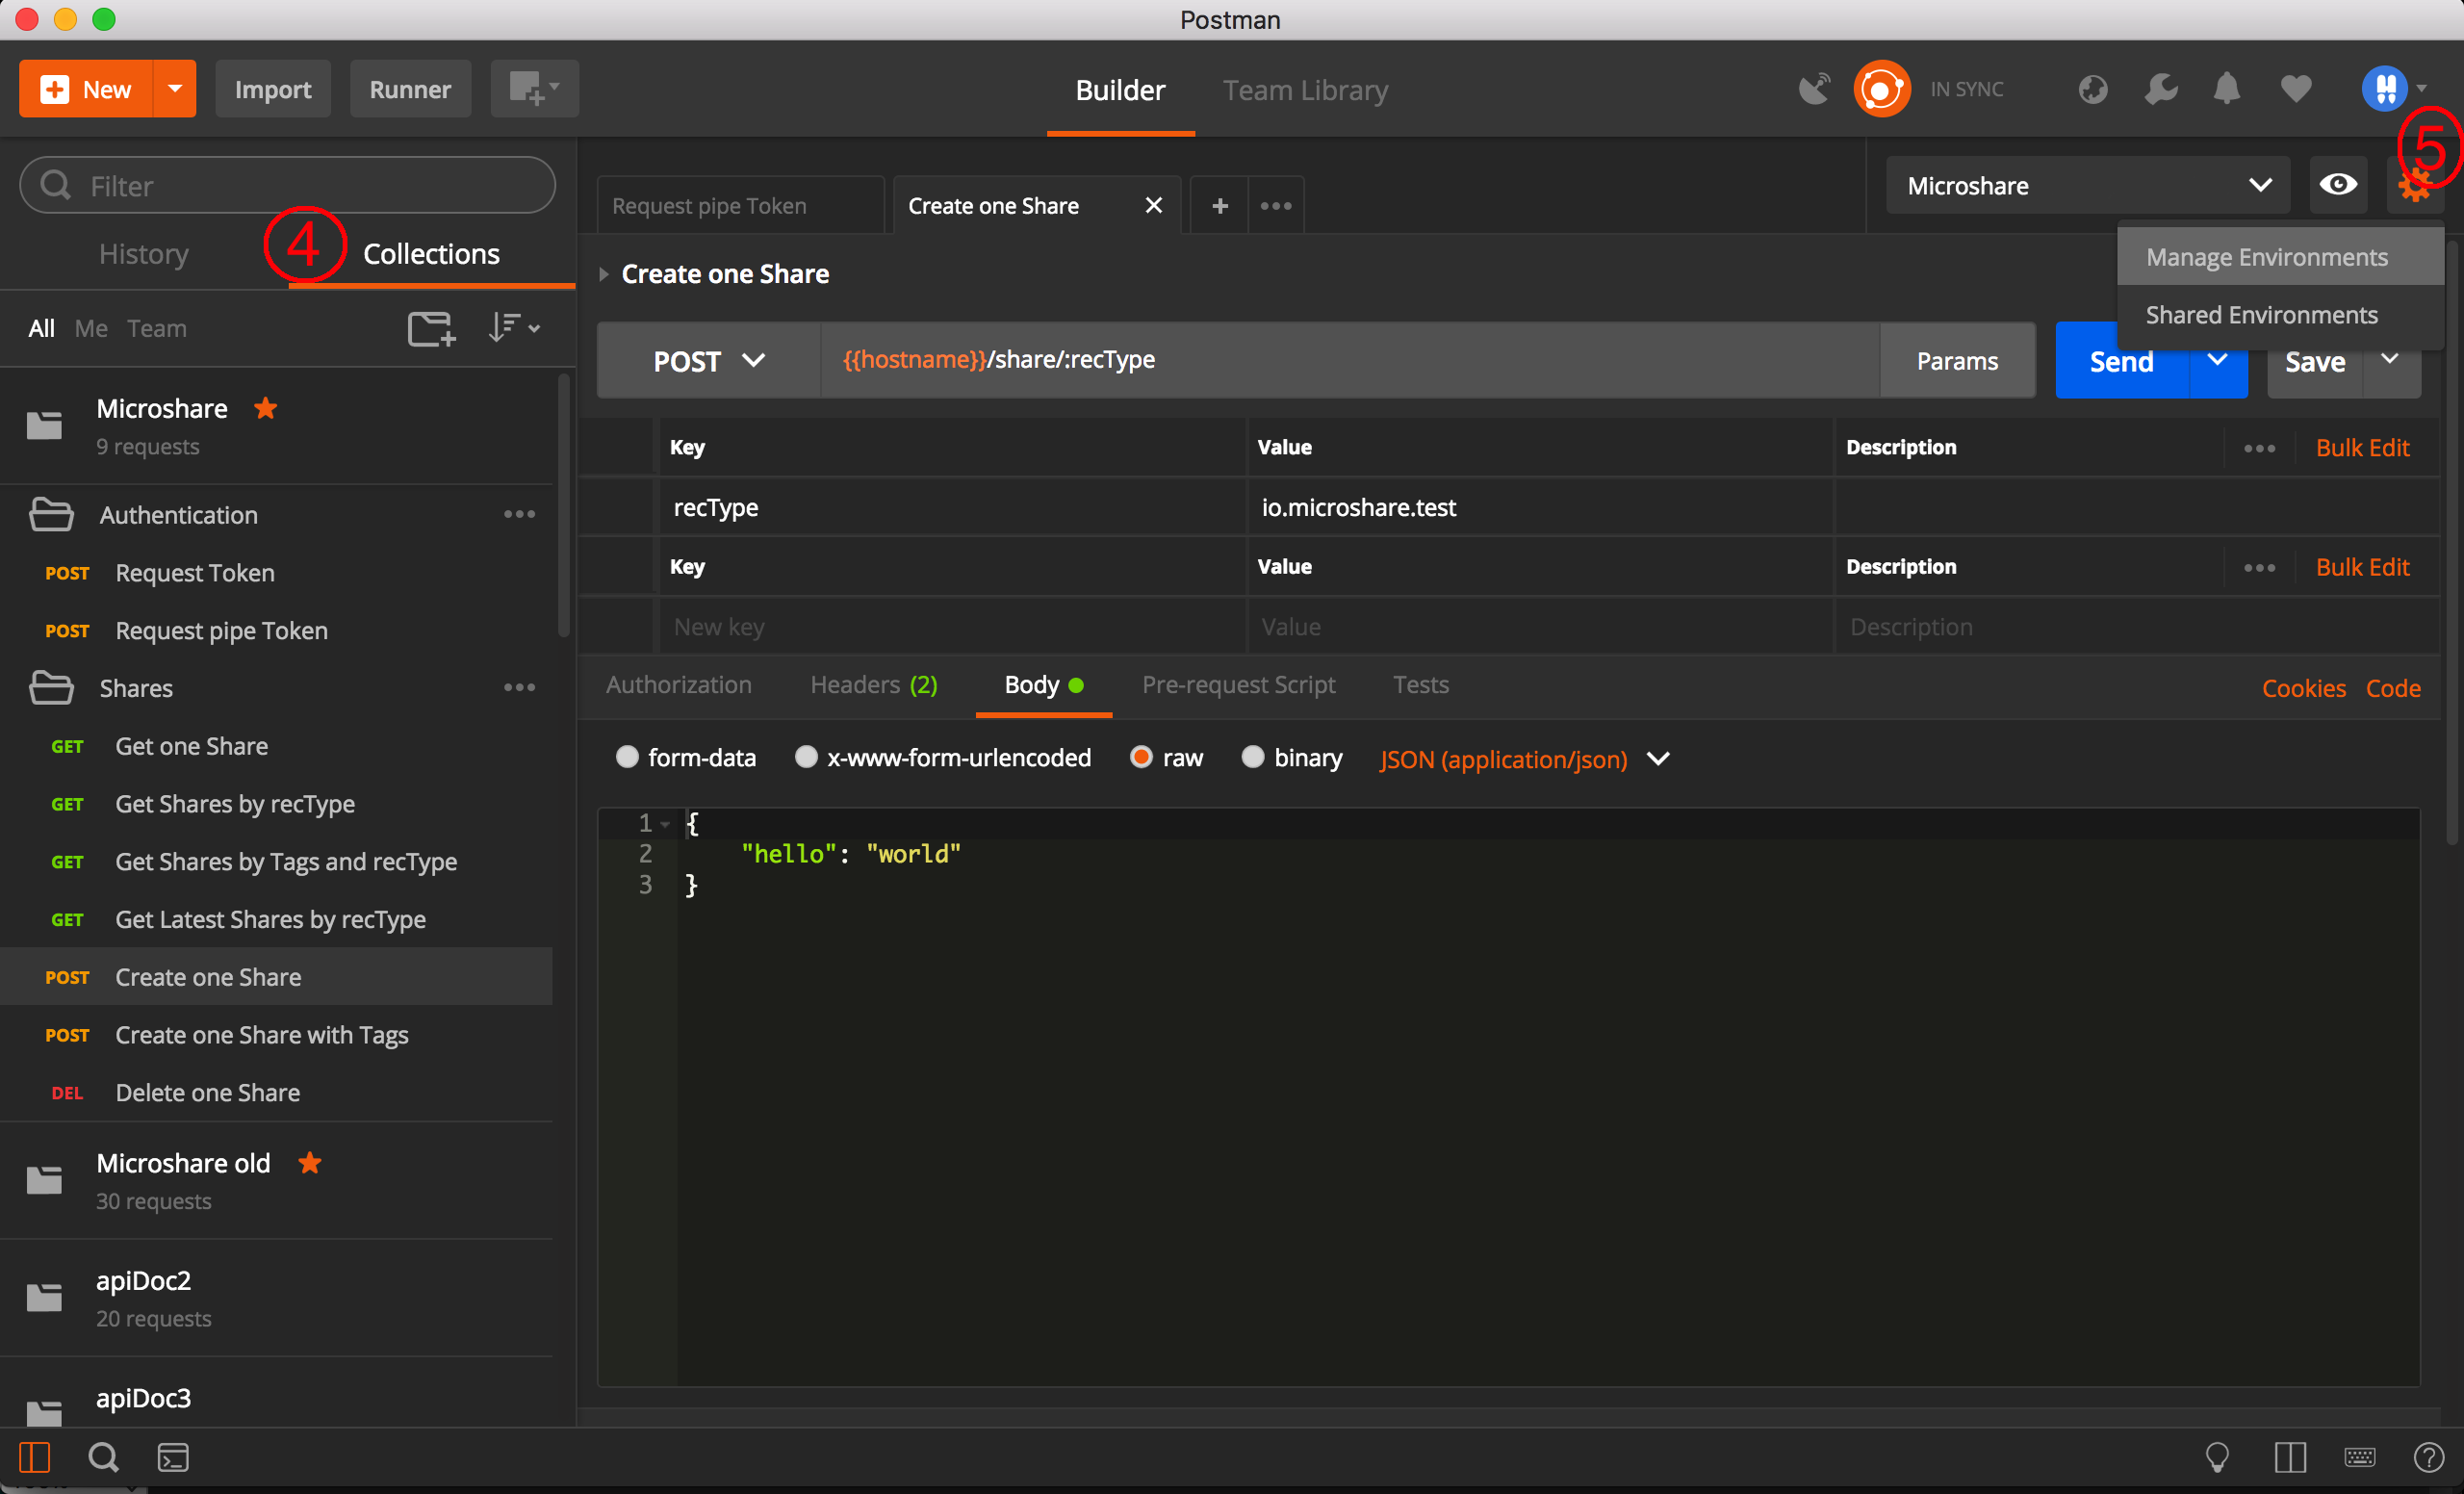 Postman
New Import Runner Builder Team Library IN SYNC
⑤
Filter
Request pipe Token Create one Share Microshare
④
History Collections
Manage Environments
Create one Share
Shared Environments
All Me Team
POST {{hostname}}/share/:recType Params Send Save
Microshare
9 requests
Key Value Description Bulk Edit
Authentication
recType io.microshare.test
POST Request Token
Key Value Description Bulk Edit
POST Request pipe Token
New key Value Description
Shares
Authorization Headers (2) Body Pre-request Script Tests Cookies Code
GET Get one Share
form-data x-www-form-urlencoded raw binary JSON (application/json)
GET Get Shares by recType
1 {
GET Get Shares by Tags and recType
2 "hello": "world"
3 }
GET Get Latest Shares by recType
POST Create one Share
POST Create one Share with Tags
DEL Delete one Share
Microshare old
30 requests
apiDoc2
20 requests
apiDoc3